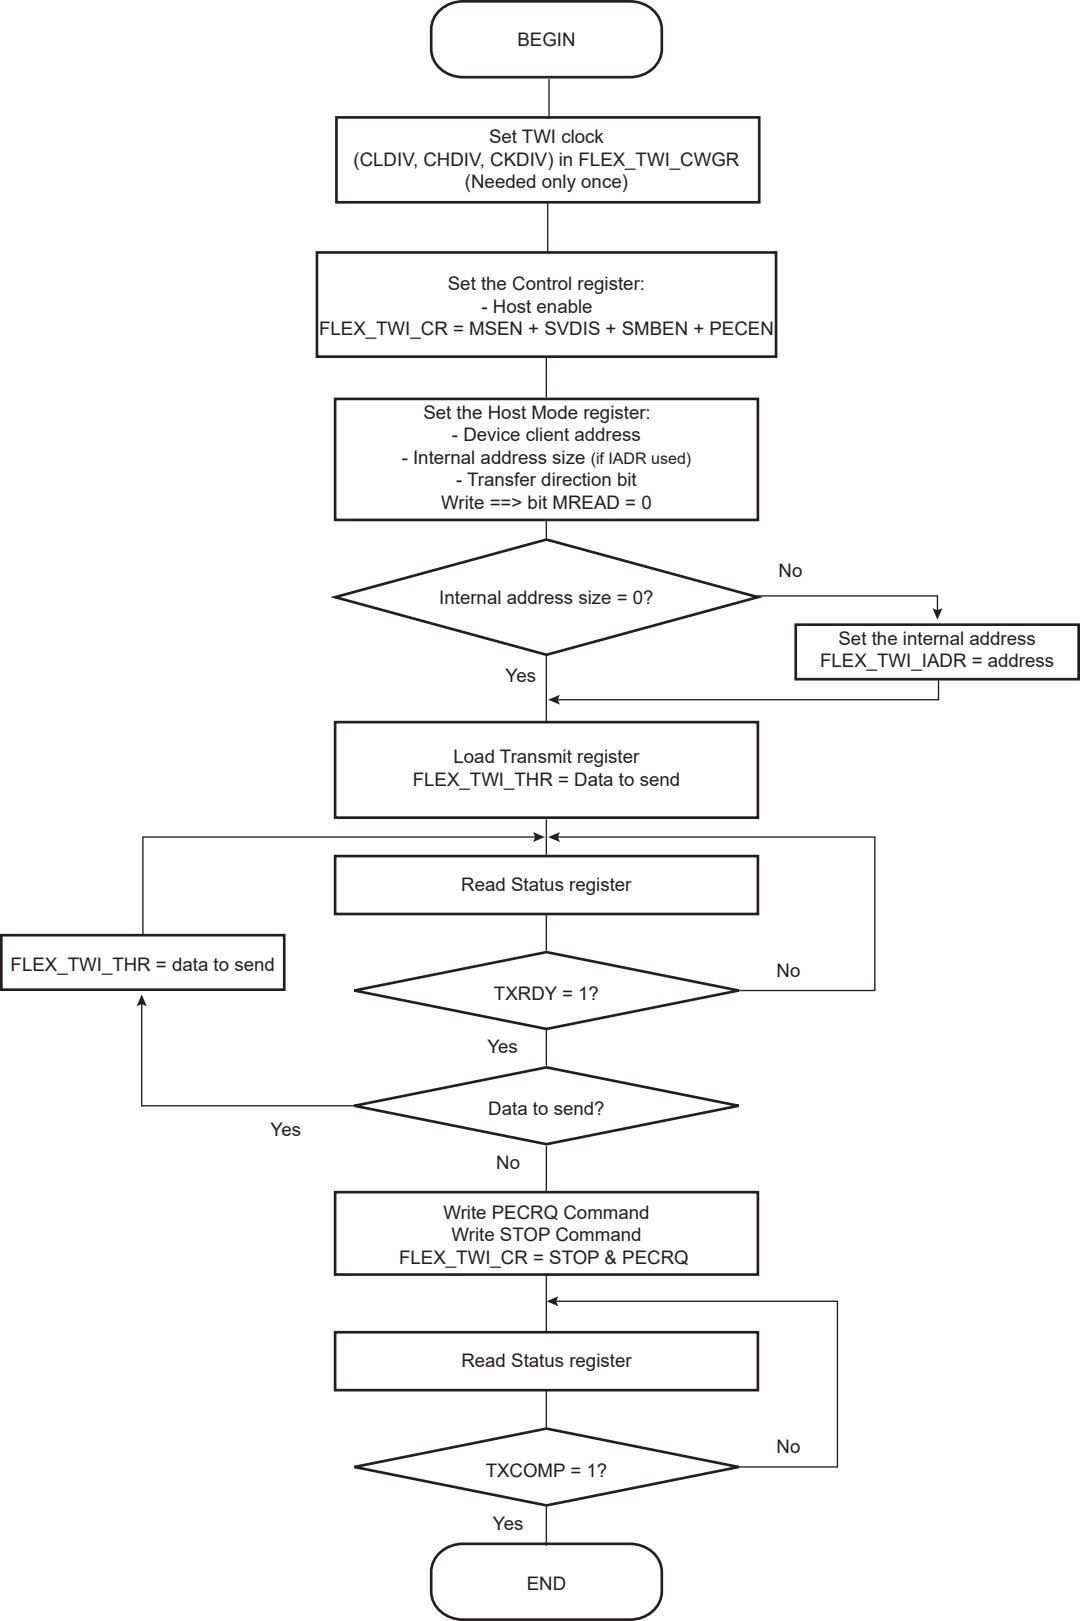 BEGIN
Set TWI clock
(CLDIV, CHDIV, CKDIV) in FLEX_TWI_CWGR
(Needed only once)
Set the Control register:
- Host enable
FLEX_TWI_CR = MSEN + SVDIS + SMBEN + PECEN
Set the Host Mode register:
- Device client address
- Internal address size (if IADR used)
- Transfer direction bit
Write ==> bit MREAD = 0
Internal address size = 0?
No
Set the internal address
FLEX_TWI_IADR = address
Yes
Load Transmit register
FLEX_TWI_THR = Data to send
Read Status register
FLEX_TWI_THR = data to send
TXRDY = 1?
No
Yes
Data to send?
Yes
No
Write PECRQ Command
Write STOP Command
FLEX_TWI_CR = STOP & PECRQ
Read Status register
TXCOMP = 1?
No
Yes
END